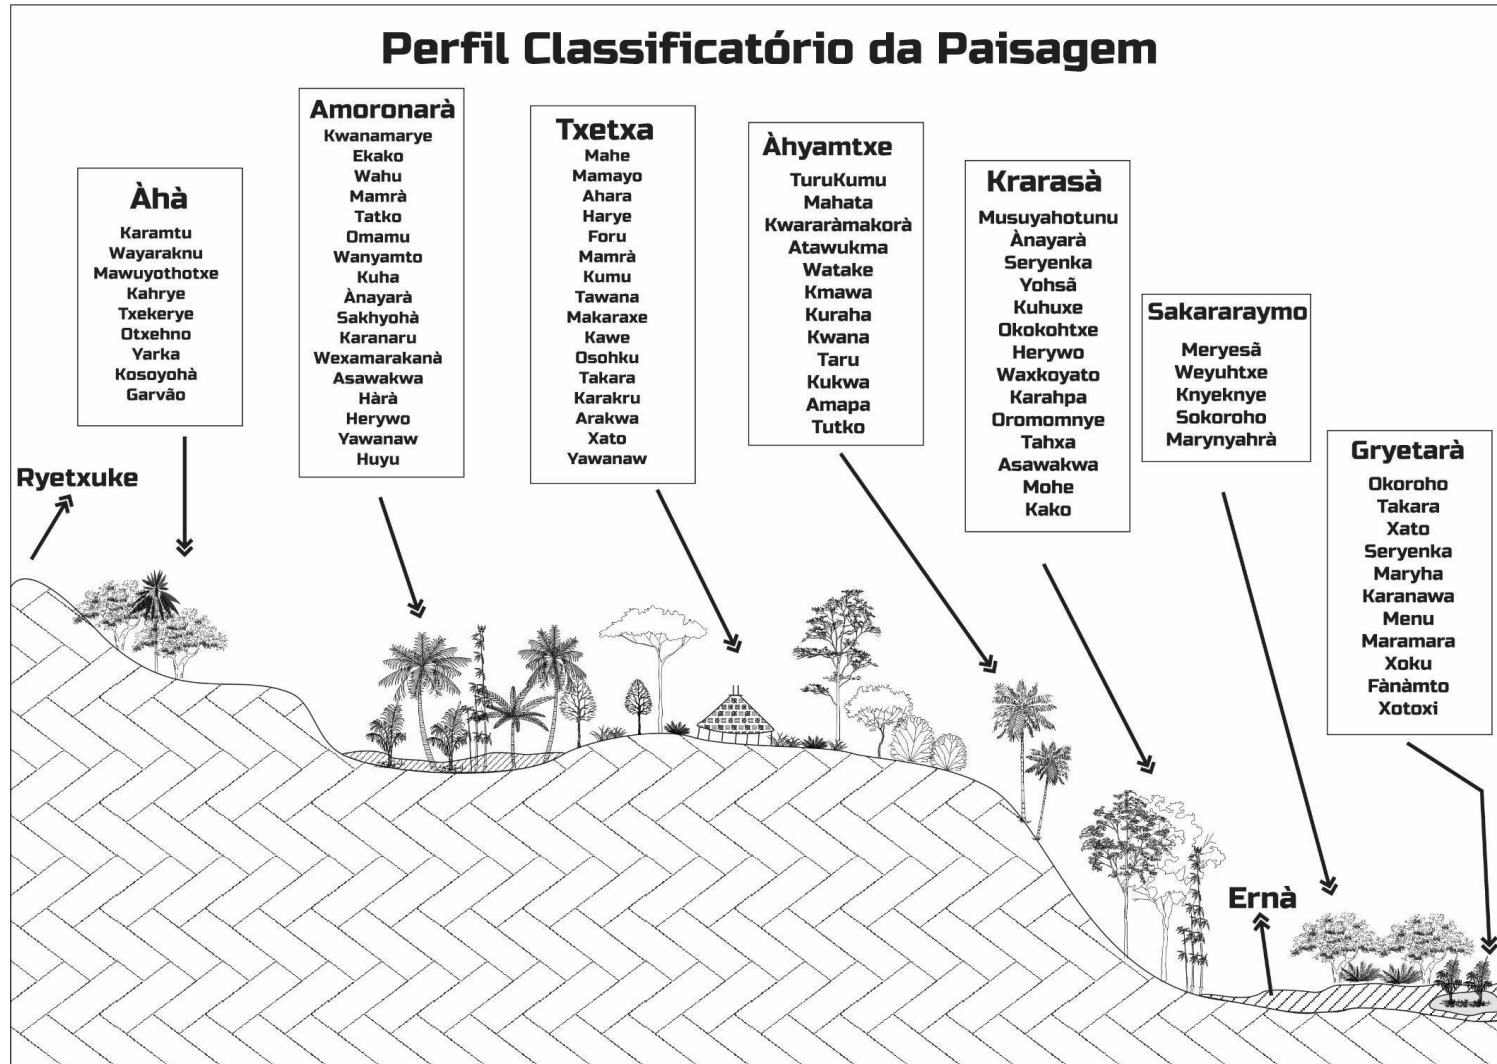 Perfil Classificatório da Paisagem
Ryetxuke
Àhà
Karamtu
Wayaraknu
Mawuyothotxe
Kahrye
Txekerye
Otxehno
Yarka
Kosoyohà
Garvão
Amoronarà
Kwanamarye
Ekako
Wahu
Mamrà
Tatko
Omamu
Wanyamto
Kuha
Ànayarà
Sakhyohà
Karanaru
Wexamarakanà
Asawakwa
Hàrà
Herywo
Yawanaw
Huyu
Txetxa
Mahe
Mamayo
Ahara
Harye
Foru
Mamrà
Kumu
Tawana
Makaraxe
Kawe
Osohku
Takara
Karakru
Arakwa
Xato
Yawanaw
Àhyamtxe
TuruKumu
Mahata
Kwararàmakorà
Atawukma
Watake
Kmawa
Kuraha
Kwana
Taru
Kukwa
Amapa
Tutko
Krarasà
Musuyahotunu
Ànayarà
Seryenka
Yohsã
Kuhuxe
Okokohtxe
Herywo
Waxkoyato
Karahpa
Oromomnye
Tahxa
Asawakwa
Mohe
Kako
Sakararaymo
Meryesã
Weyuhtxe
Knyeknye
Sokoroho
Marynyahrà
Ernà
Gryetarà
Okoroho
Takara
Xato
Seryenka
Maryha
Karanawa
Menu
Maramara
Xoku
Fànàmto
Xotoxi